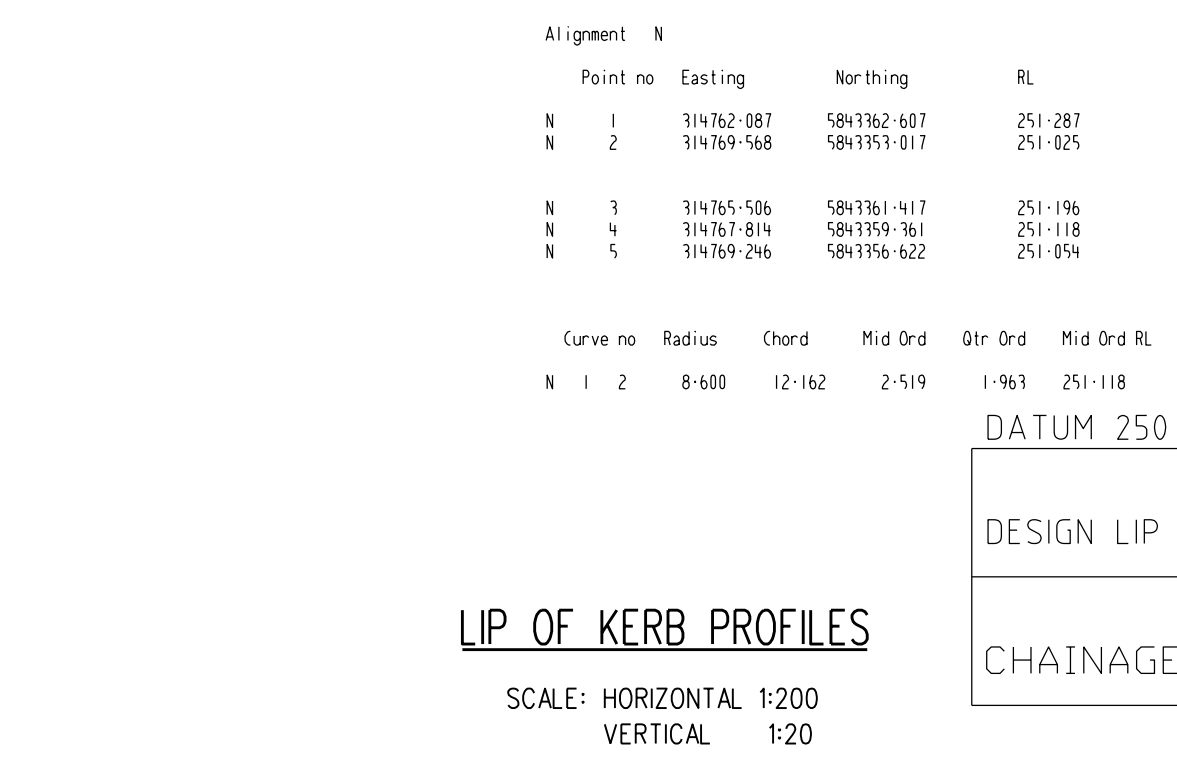 Alignment N
Point no Easting Northing RL
N 1 314762·087 5843362·607 251·287
N 2 314769·568 5843353·017 251·025
N 3 314765·506 5843361·417 251·196
N 4 314767·814 5843359·361 251·118
N 5 314769·246 5843356·622 251·054
Curve no Radius Chord Mid Ord Qtr Ord Mid Ord RL
N 1 2 8·600 12·162 2·519 1·963 251·118
DATUM 250
DESIGN LIP
CHAINAGE
LIP OF KERB PROFILES
SCALE: HORIZONTAL 1:200
VERTICAL 1:20